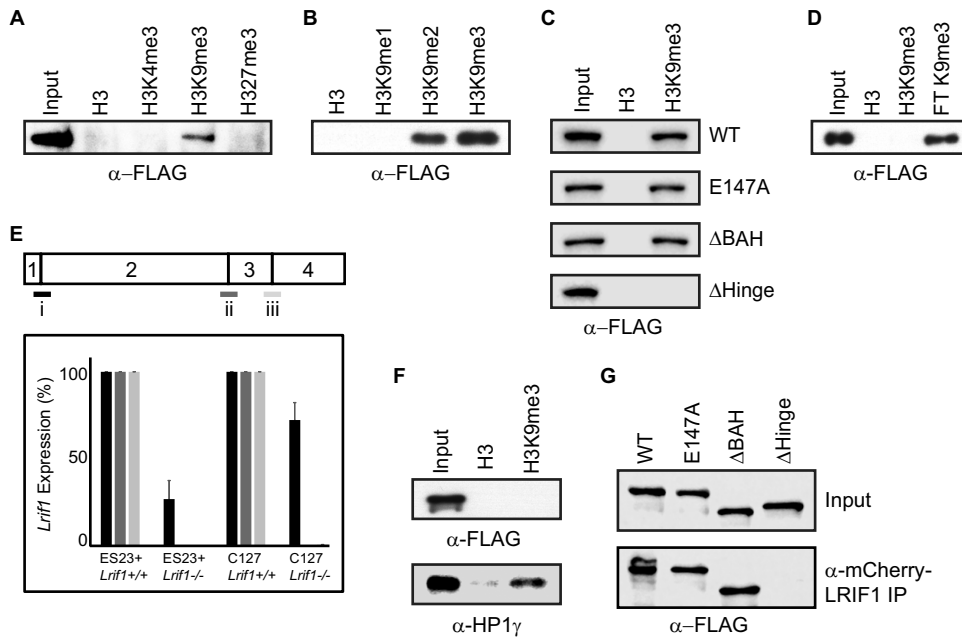 A
Input
H3
H3K4me3
H3K9me3
H327me3
α–FLAG
B
H3
H3K9me1
H3K9me2
H3K9me3
α–FLAG
C
Input
H3
H3K9me3
WT
E147A
ΔBAH
ΔHinge
α–FLAG
D
Input
H3
H3K9me3
FT K9me3
α-FLAG
E
1 2 3 4
i ii iii
Lrif1 Expression (%)
100
50
0
ES23+ ES23+ C127 C127
Lrif1+/+ Lrif1-/- Lrif1+/+ Lrif1-/-
F
Input
H3
H3K9me3
α-FLAG
α-HP1γ
G
WT
E147A
ΔBAH
ΔHinge
Input
α-mCherry-
LRIF1 IP
α–FLAG